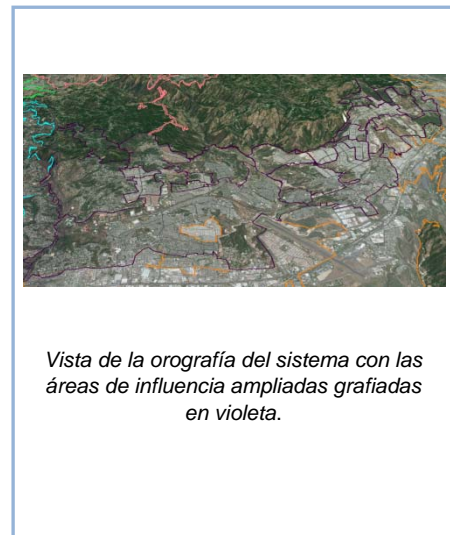 Vista de la orografía del sistema con las
áreas de influencia ampliadas grafiadas
en violeta.